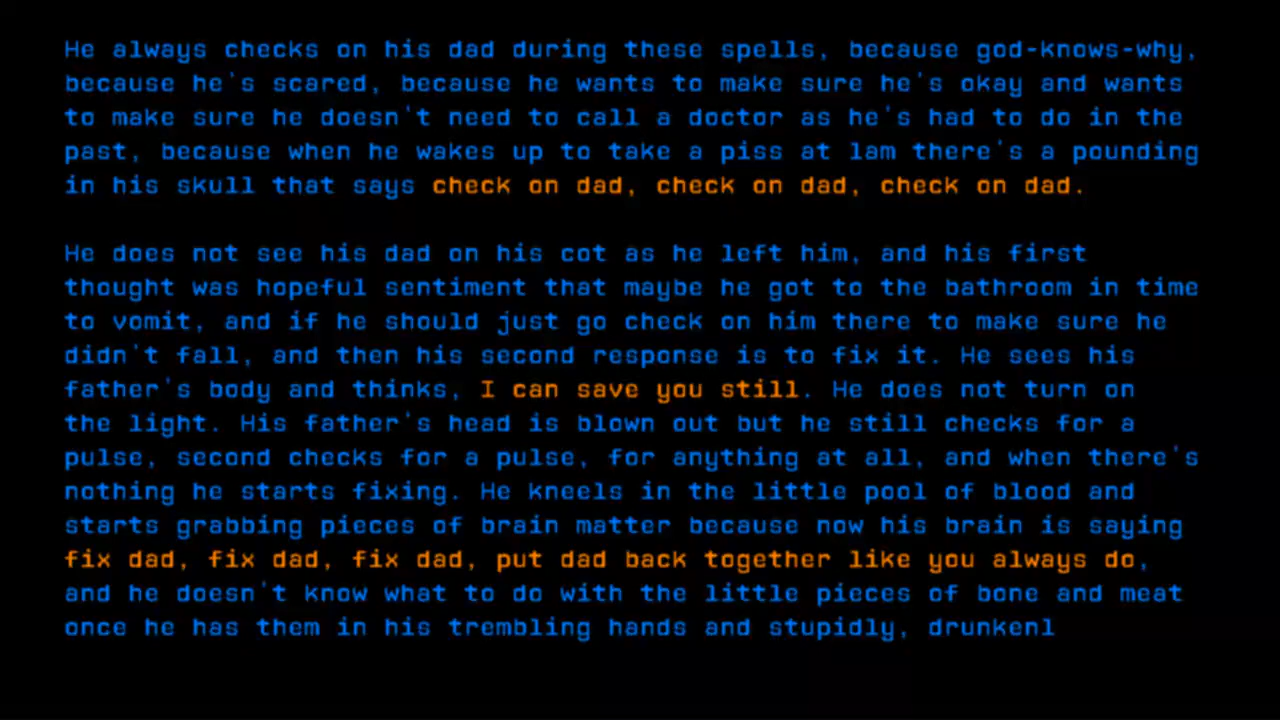 He always checks on his dad during these spells, because god-knows-why,
because he's scared, because he wants to make sure he's okay and wants
to make sure he doesn't need to call a doctor as he's had to do in the
past, because when he wakes up to take a piss at 1am there's a pounding
in his skull that says check on dad, check on dad, check on dad.
He does not see his dad on his cot as he left him, and his first
thought was hopeful sentiment that maybe he got to the bathroom in time
to vomit, and if he should just go check on him there to make sure he
didn't fall, and then his second response is to fix it. He sees his
father's body and thinks, I can save you still. He does not turn on
the light. His father's head is blown out but he still checks for a
pulse, second checks for a pulse, for anything at all, and when there's
nothing he starts fixing. He kneels in the little pool of blood and
starts grabbing pieces of brain matter because now his brain is saying
fix dad, fix dad, fix dad, put dad back together like you always do,
and he doesn't know what to do with the little pieces of bone and meat
once he has them in his trembling hands and stupidly, drunkenl